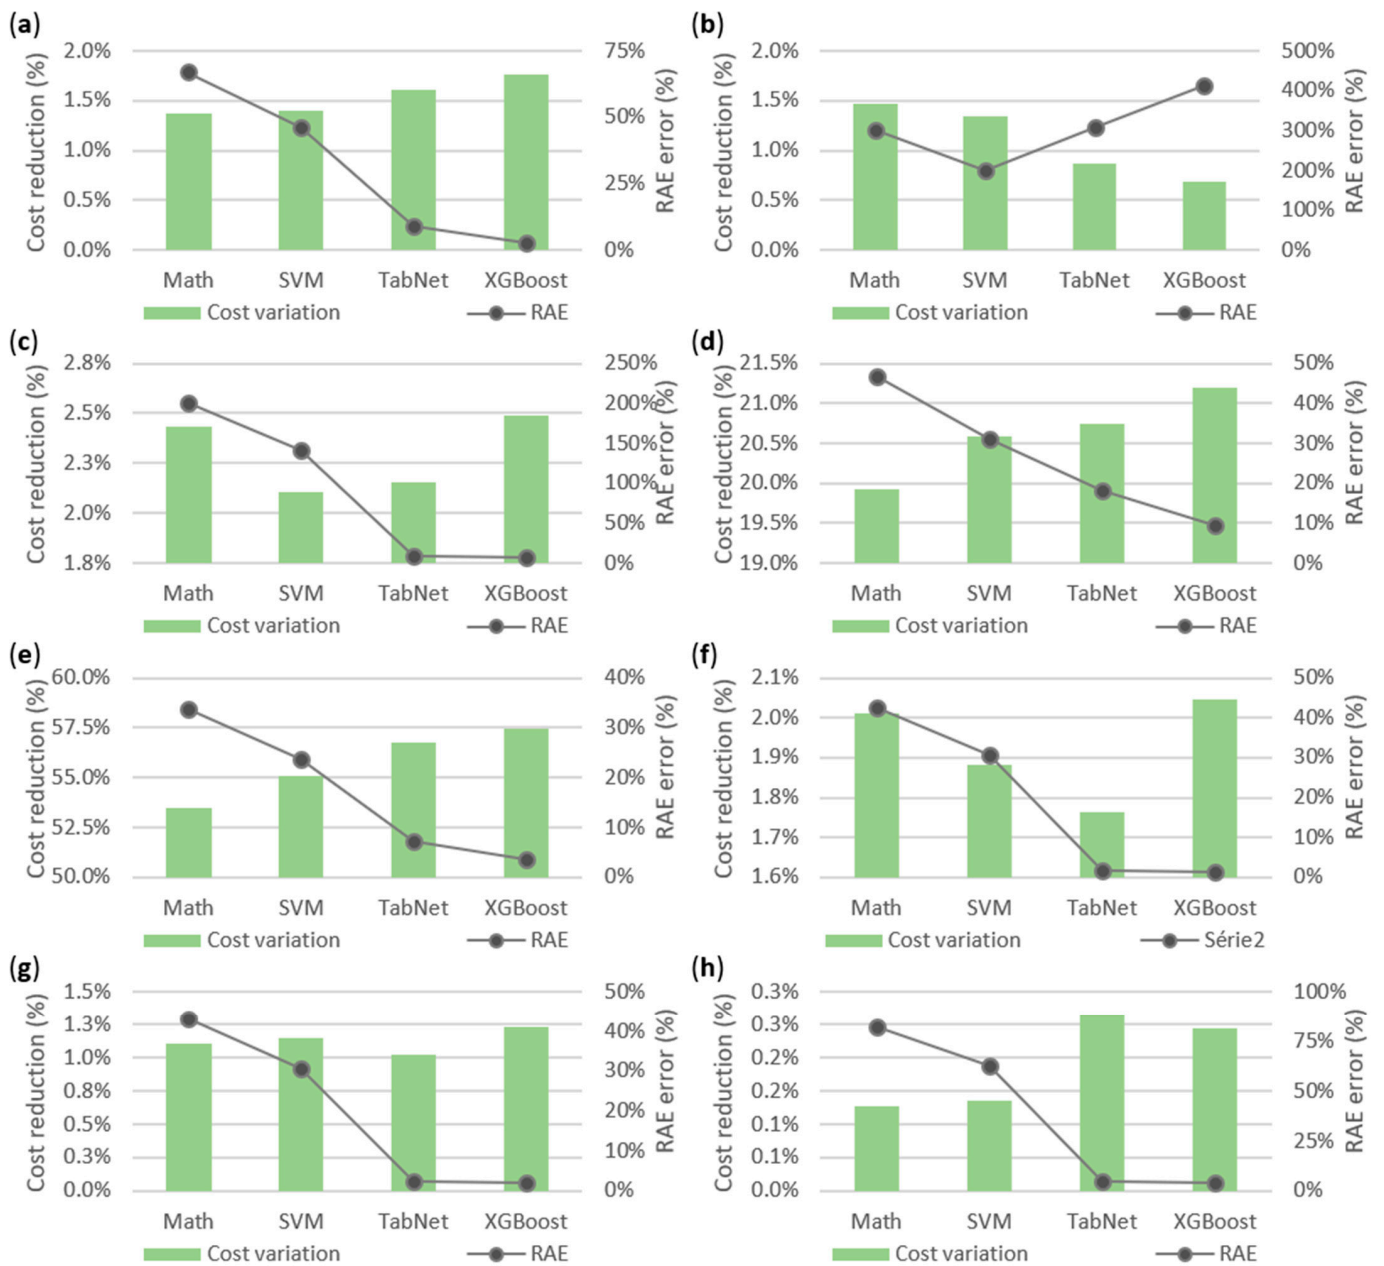 (a)
Cost reduction (%)
2.0%
1.5%
1.0%
0.5%
0.0%
75%
50%
25%
0%
RAE error (%)
Math SVM TabNet XGBoost
Cost variation RAE
(b)
Cost reduction (%)
2.0%
1.5%
1.0%
0.5%
0.0%
500%
400%
300%
200%
100%
0%
RAE error (%)
Math SVM TabNet XGBoost
Cost variation RAE
(c)
Cost reduction (%)
2.8%
2.5%
2.3%
2.0%
1.8%
250%
200%
150%
100%
50%
0%
RAE error (%)
Math SVM TabNet XGBoost
Cost variation RAE
(d)
Cost reduction (%)
21.5%
21.0%
20.5%
20.0%
19.5%
19.0%
50%
40%
30%
20%
10%
0%
RAE error (%)
Math SVM TabNet XGBoost
Cost variation RAE
(e)
Cost reduction (%)
60.0%
57.5%
55.0%
52.5%
50.0%
40%
30%
20%
10%
0%
RAE error (%)
Math SVM TabNet XGBoost
Cost variation RAE
(f)
Cost reduction (%)
2.1%
2.0%
1.9%
1.8%
1.7%
1.6%
50%
40%
30%
20%
10%
0%
RAE error (%)
Math SVM TabNet XGBoost
Cost variation Série2
(g)
Cost reduction (%)
1.5%
1.3%
1.0%
0.8%
0.5%
0.3%
0.0%
50%
40%
30%
20%
10%
0%
RAE error (%)
Math SVM TabNet XGBoost
Cost variation RAE
(h)
Cost reduction (%)
0.3%
0.3%
0.2%
0.2%
0.1%
0.1%
0.0%
100%
75%
50%
25%
0%
RAE error (%)
Math SVM TabNet XGBoost
Cost variation RAE